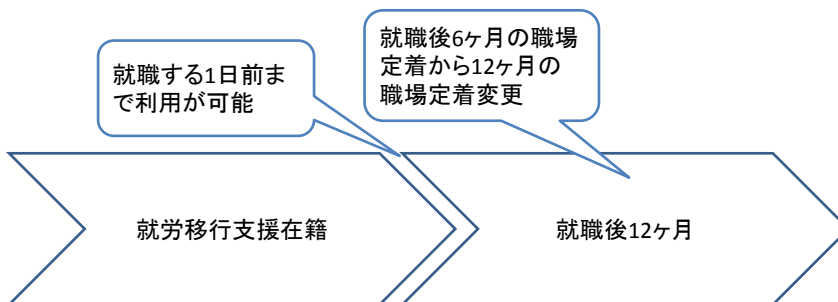 就職する1日前ま
で利用が可能
就職後6ヶ月の職場
定着から12ヶ月の
職場定着変更
就労移行支援在籍
就職後12ヶ月